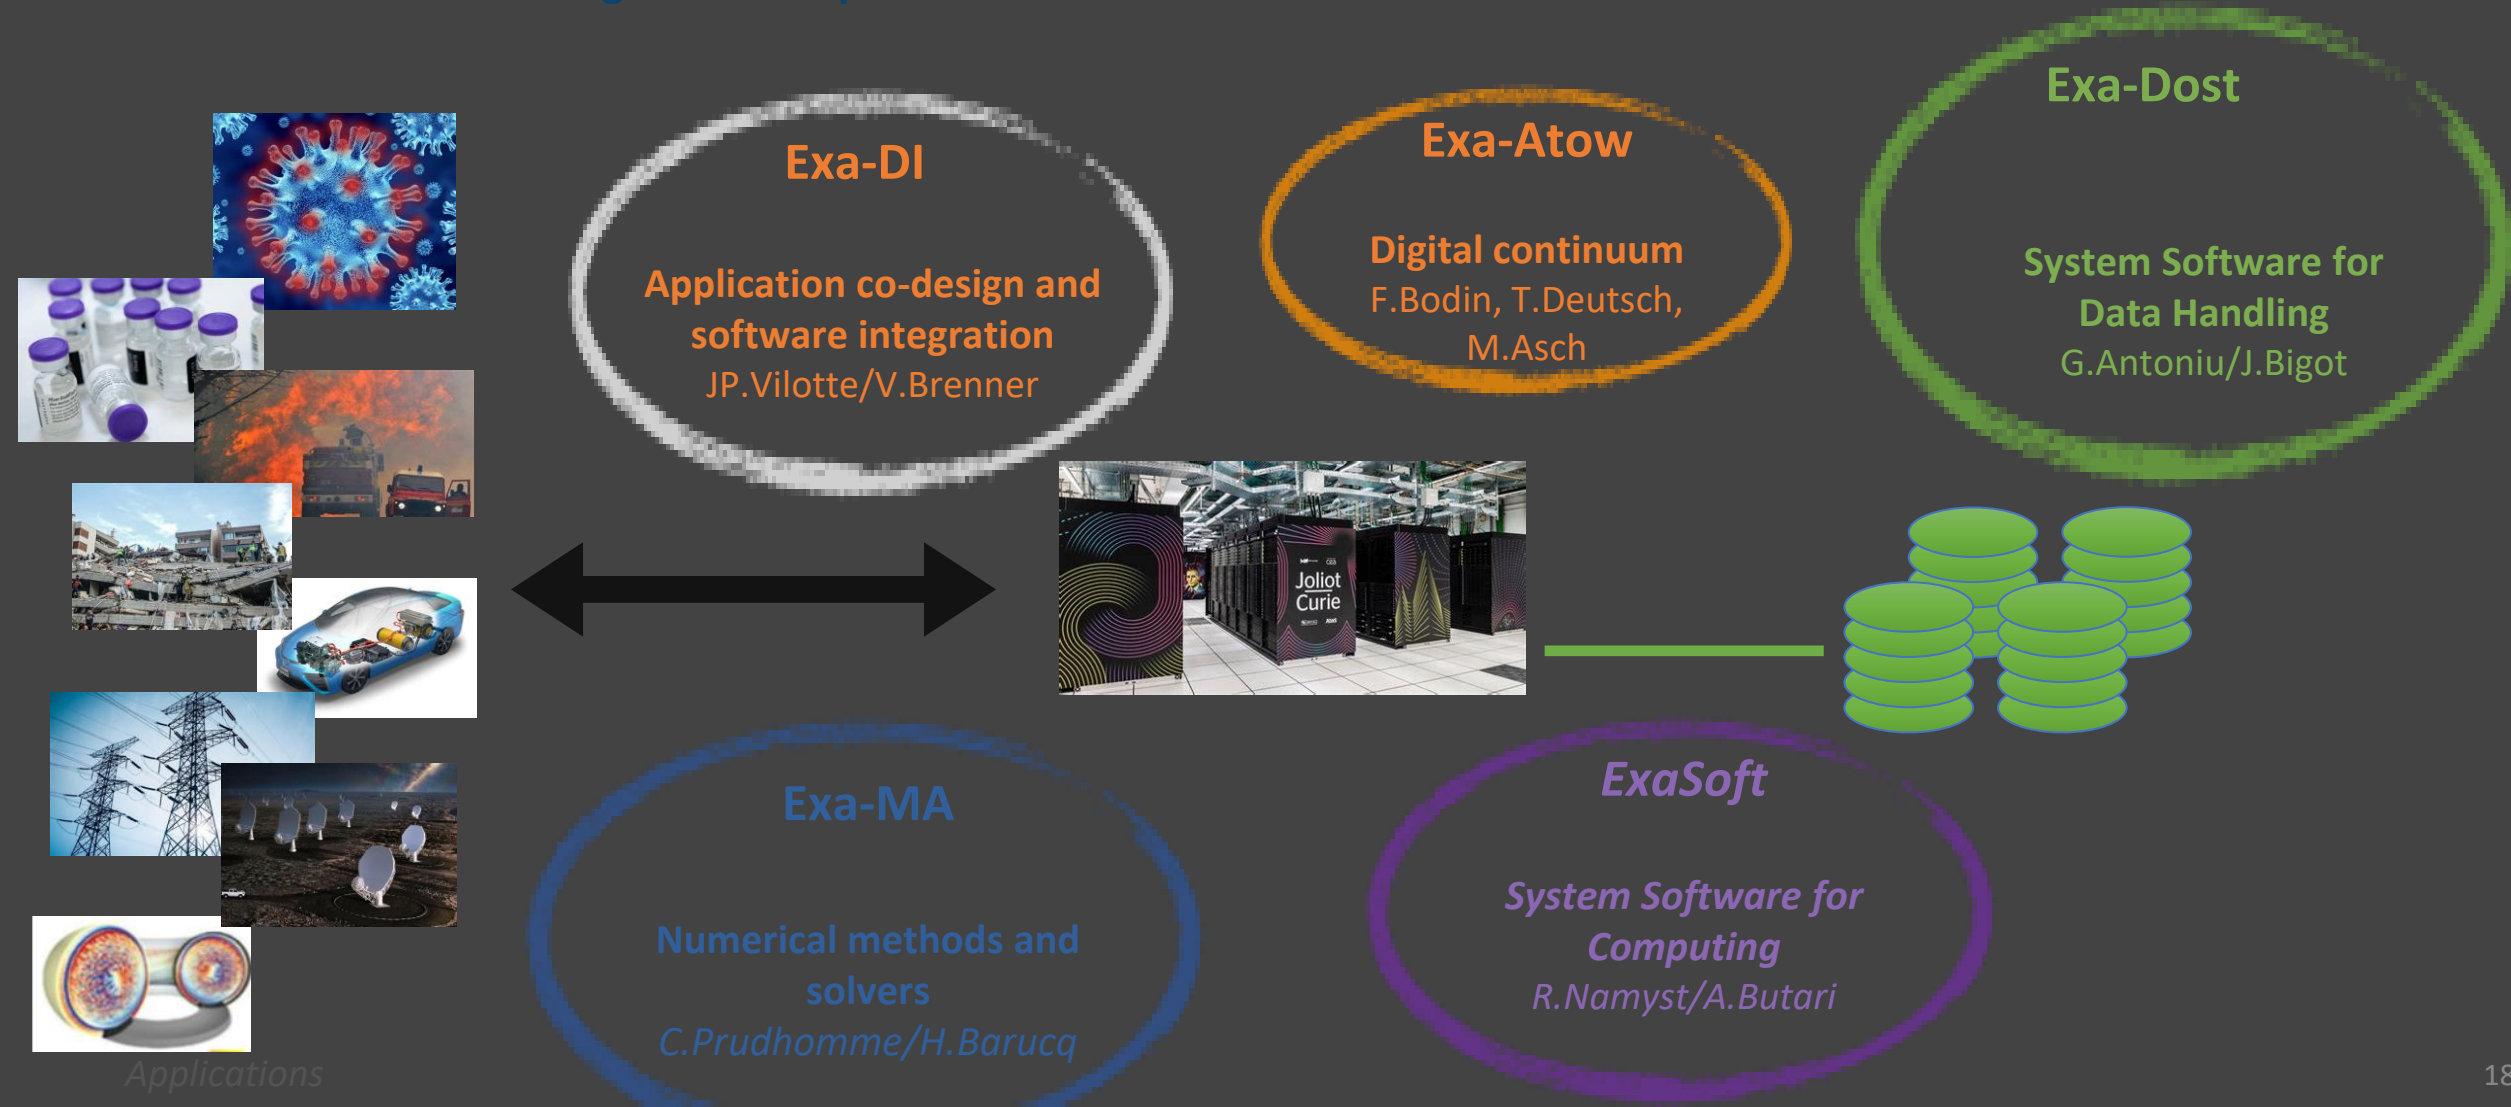 Exa-DI
Application co-design and
software integration
JP.Vilotte/V.Brenner
Exa-Atow
Digital continuum
F.Bodin, T.Deutsch,
M.Asch
Exa-Dost
System Software for
Data Handling
G.Antoniu/J.Bigot
Joliot
Curie
Exa-MA
Numerical methods and
solvers
C.Prudhomme/H.Barucq
ExaSoft
System Software for
Computing
R.Namyst/A.Butari
Applications
18